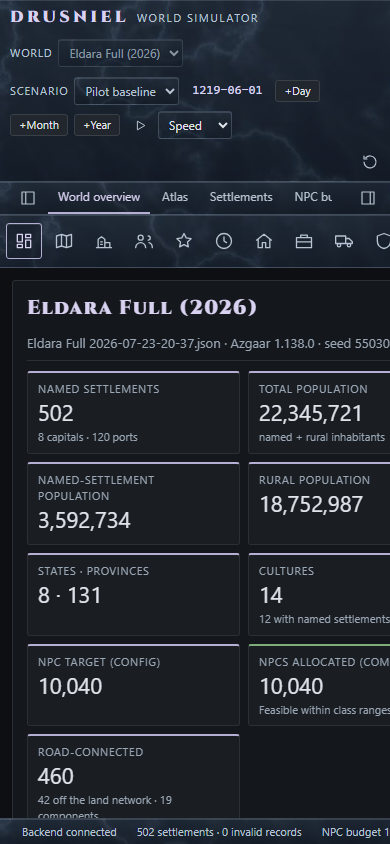 DRUSNIEL WORLD SIMULATOR
WORLD Eldara Full (2026)
SCENARIO Pilot baseline 1219-06-01 +Day
+Month +Year Speed
World overview Atlas Settlements NPC bu
ELDARA FULL (2026)
Eldara Full 2026-07-23-20-37.json · Azgaar 1.138.0 · seed 55030
NAMED SETTLEMENTS
502
8 capitals · 120 ports
TOTAL POPULATION
22,345,721
named + rural inhabitants
NAMED-SETTLEMENT
POPULATION
3,592,734
RURAL POPULATION
18,752,987
STATES · PROVINCES
8 · 131
CULTURES
14
12 with named settlements
NPC TARGET (CONFIG)
10,040
NPCS ALLOCATED (COM
10,040
Feasible within class ranges
ROAD-CONNECTED
460
42 off the land network · 19
components
Backend connected 502 settlements · 0 invalid records NPC budget 1